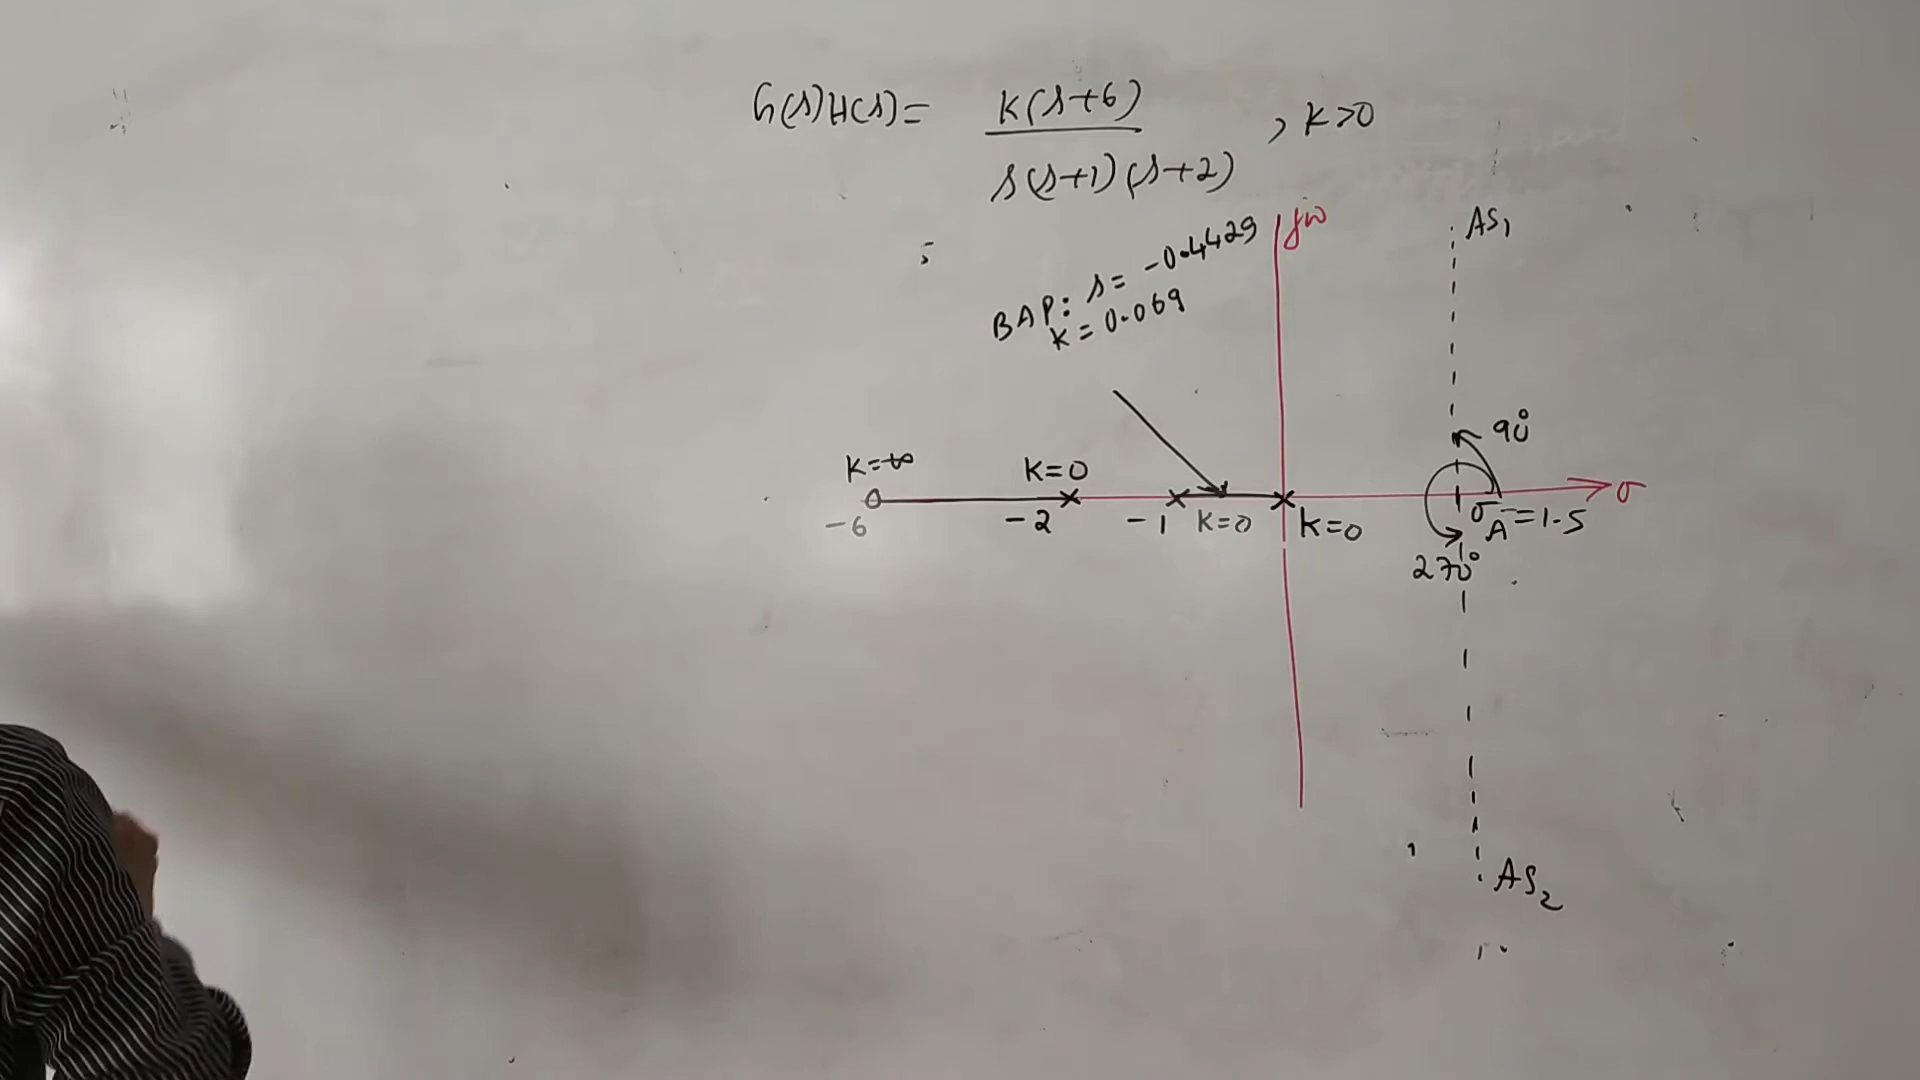 G(s)H(s) = K(s+6) / s(s+1)(s+2) , K>0
jω
AS₁
BAP: s = -0.4429
K = 0.069
90°
K=∞
K=0
σ
-6
-2
-1
K=0
K=0
σA = 1.5
270°
AS₂